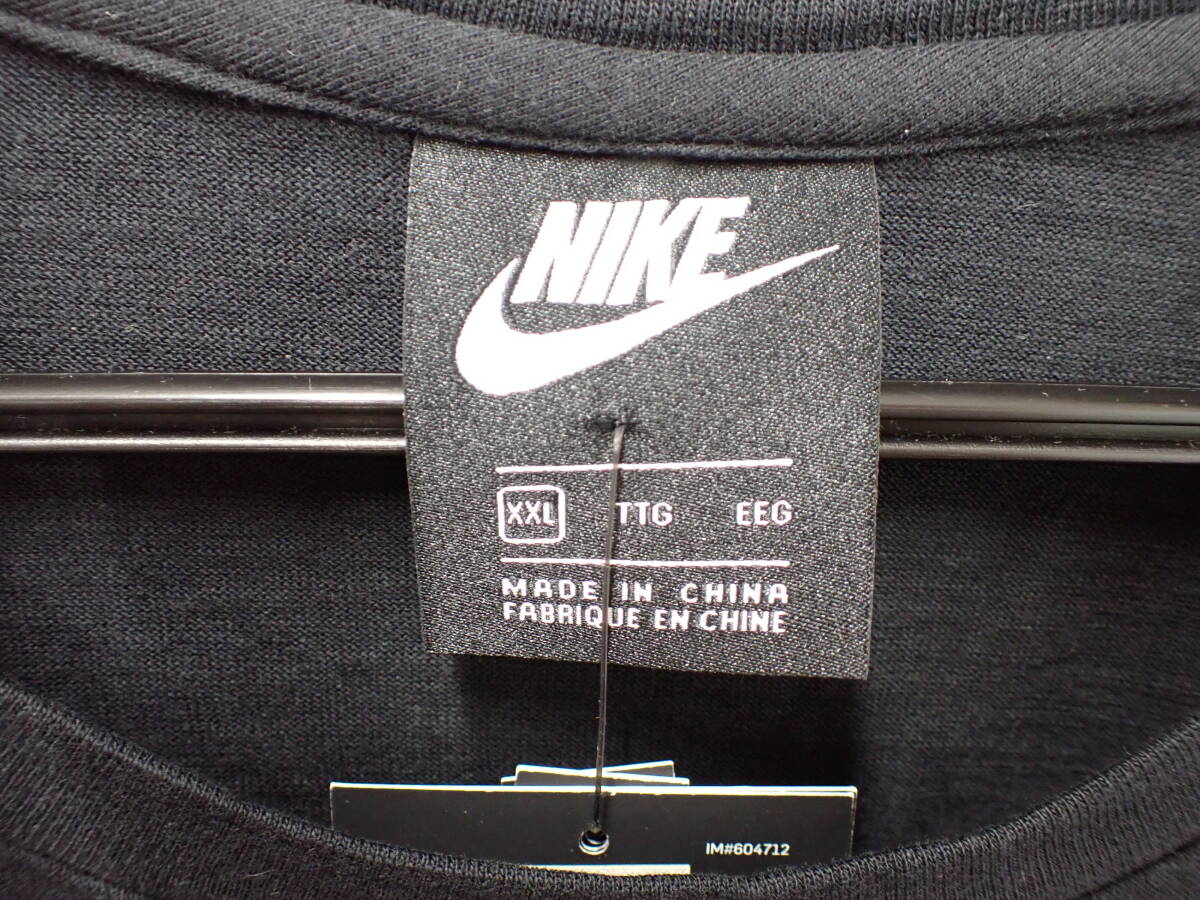 NIKE
XXL TTG EEG
MADE IN CHINA
FABRIQUE EN CHINE
IM#604712